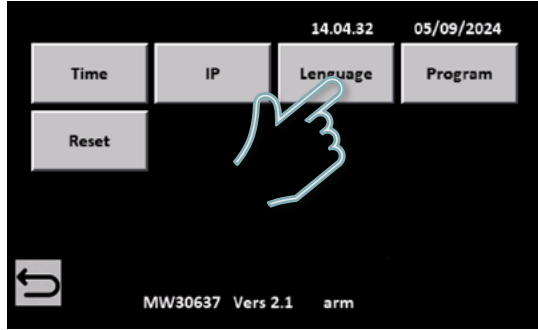 14.04.32 05/09/2024
Time IP Lenguage Program
Reset
MW30637 Vers 2.1 arm